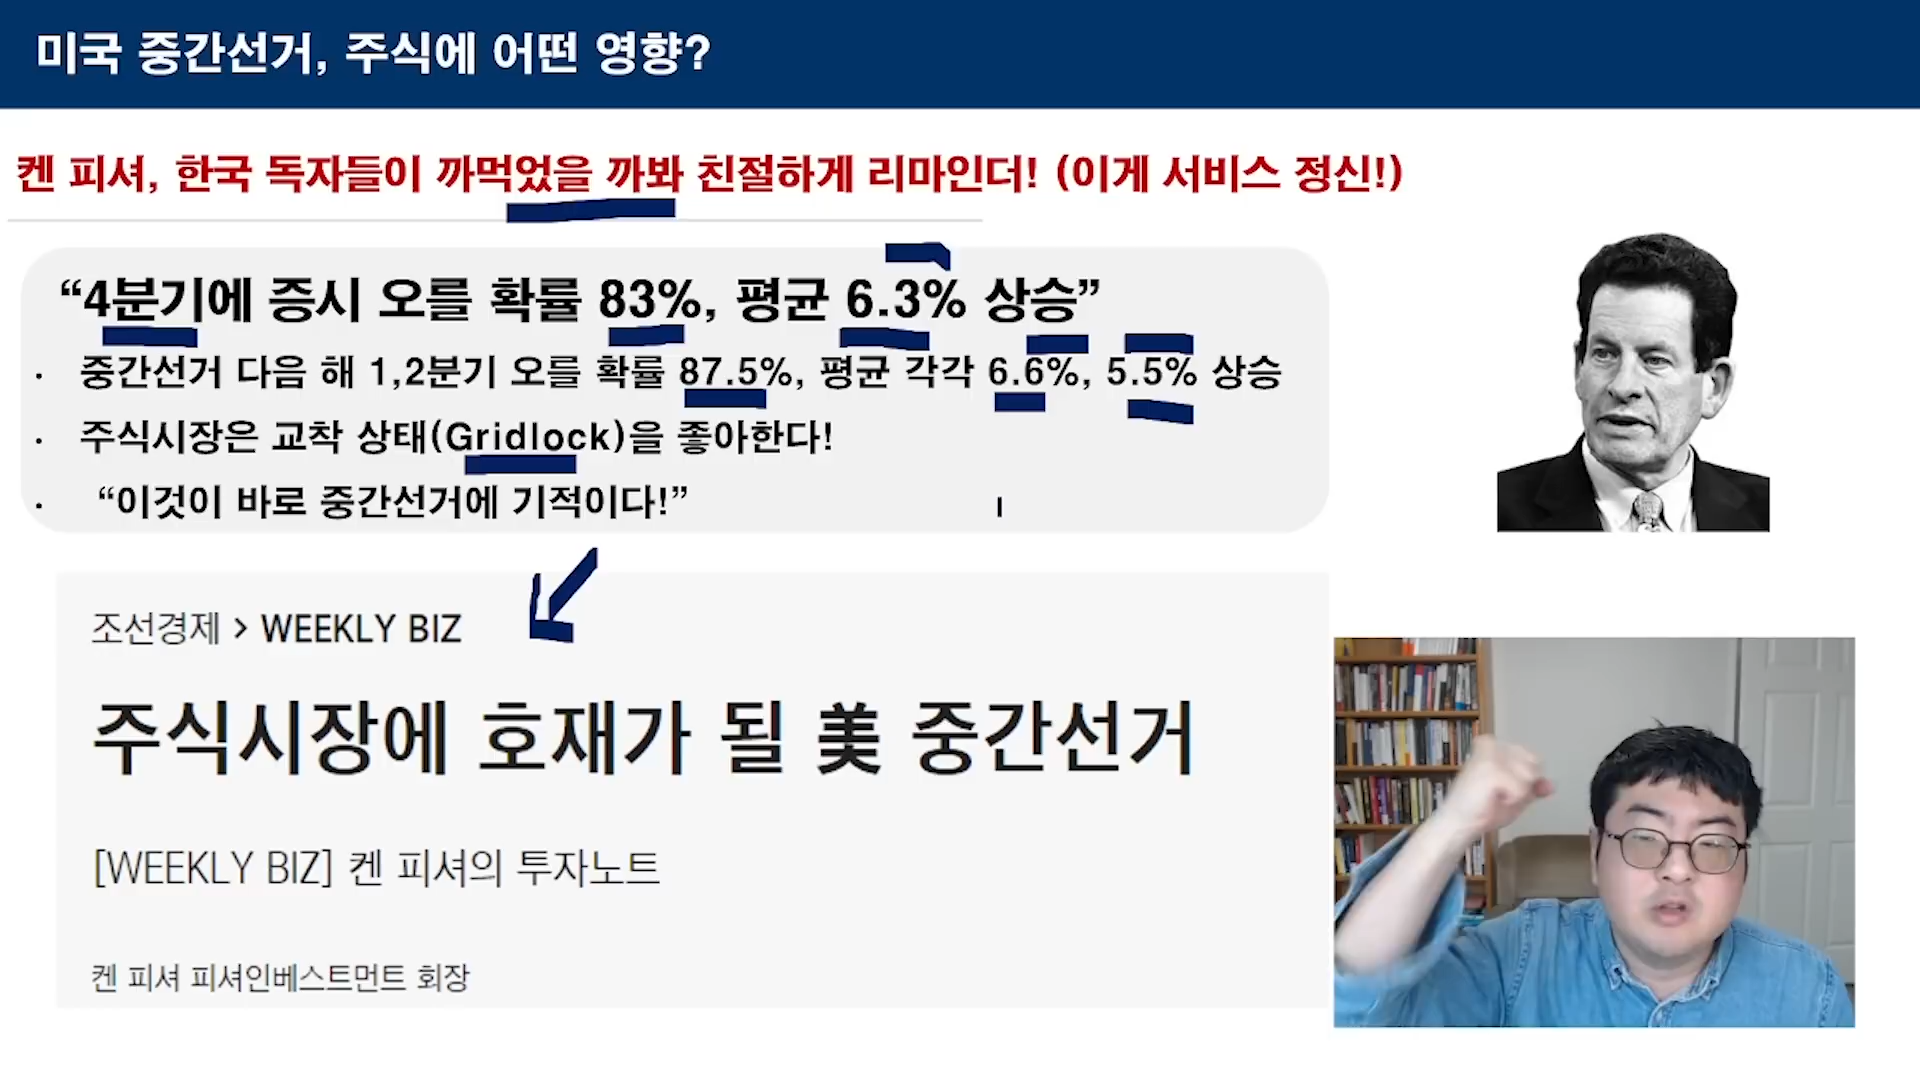 미국 중간선거, 주식에 어떤 영향?
켄 피셔, 한국 독자들이 까먹었을 까봐 친절하게 리마인더! (이게 서비스 정신!)
“4분기에 증시 오를 확률 83%, 평균 6.3% 상승”
· 중간선거 다음 해 1,2분기 오를 확률 87.5%, 평균 각각 6.6%, 5.5% 상승
· 주식시장은 교착 상태(Gridlock)을 좋아한다!
· “이것이 바로 중간선거에 기적이다!”
조선경제 > WEEKLY BIZ
주식시장에 호재가 될 美 중간선거
[WEEKLY BIZ] 켄 피셔의 투자노트
켄 피셔 피셔인베스트먼트 회장